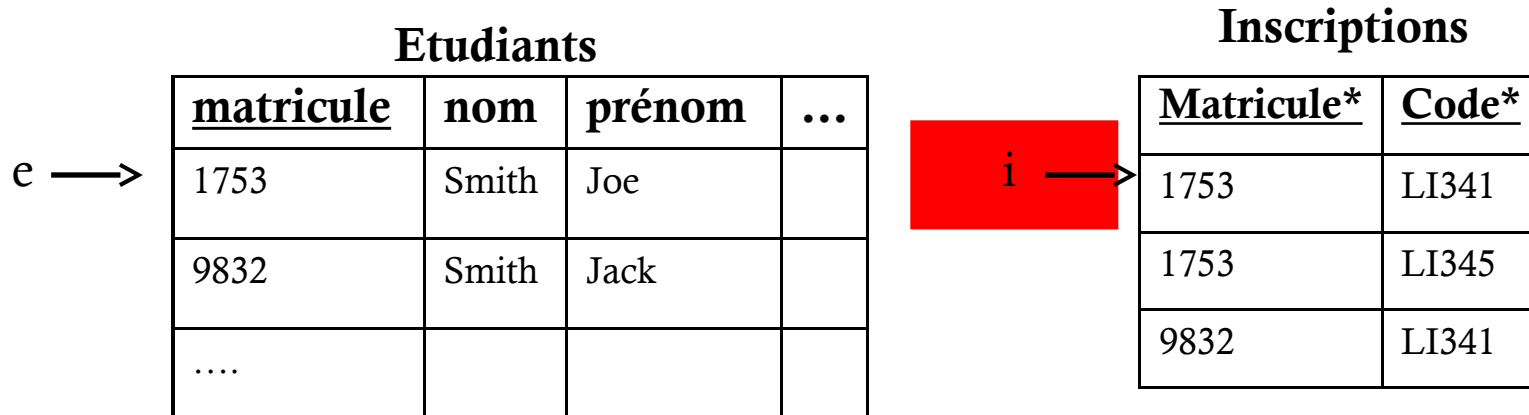 Etudiants
matricule nom prénom ...
e 1753 Smith Joe
9832 Smith Jack
....
Inscriptions
Matricule* Code*
i 1753 LI341
1753 LI345
9832 LI341